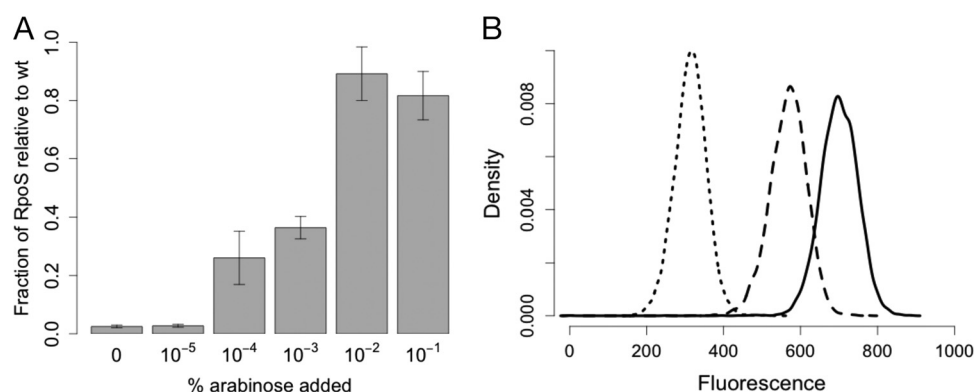 A
Fraction of RpoS relative to wt
0.0 0.2 0.4 0.6 0.8 1.0
0 10⁻⁵ 10⁻⁴ 10⁻³ 10⁻² 10⁻¹
% arabinose added
B
Density
0.000 0.004 0.008
0 200 400 600 800 1000
Fluorescence